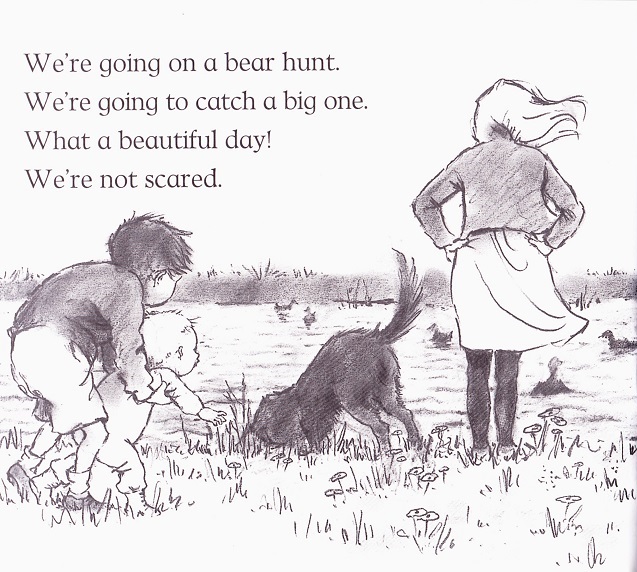 We're going on a bear hunt.
We're going to catch a big one.
What a beautiful day!
We're not scared.